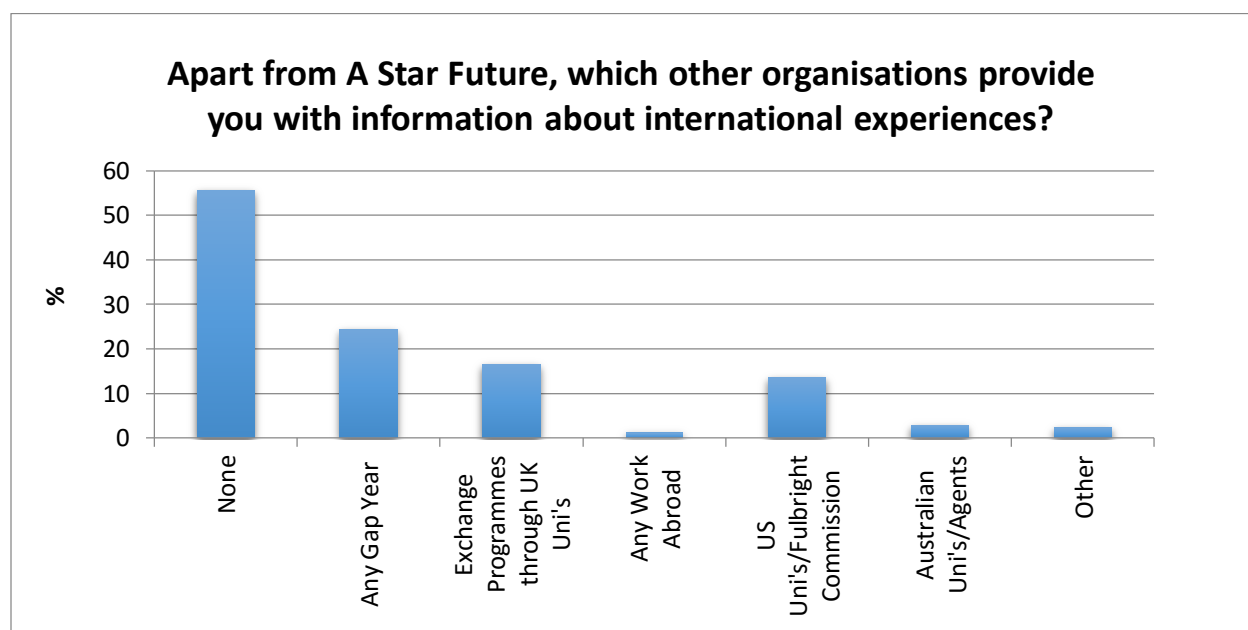 Apart from A Star Future, which other organisations provide
you with information about international experiences?
60
50
40
30
20
10
0
%
None
Any Gap Year
Exchange
Programmes
through UK
Uni's
Any Work
Abroad
US
Uni's/Fulbright
Commission
Australian
Uni's/Agents
Other